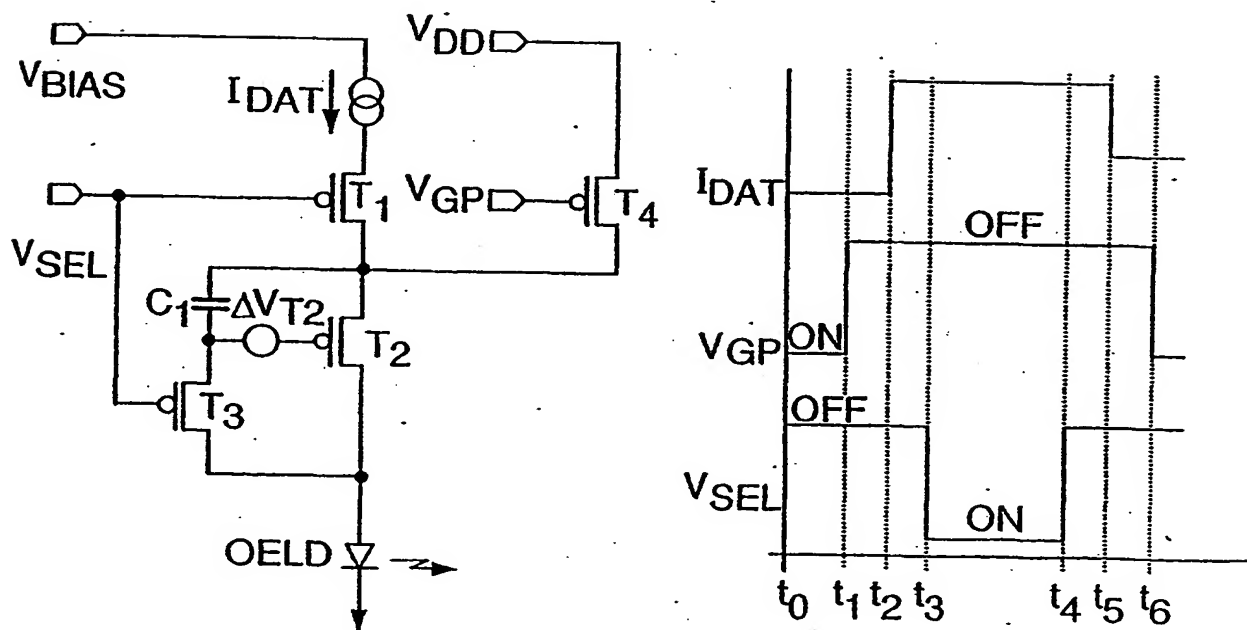 VBIAS
IDAT
VDD
VSEL
T1
VGP
T4
C1
ΔVT2
T2
T3
OELD
IDAT
OFF
VGP
ON
OFF
VSEL
ON
t0 t1 t2 t3 t4 t5 t6